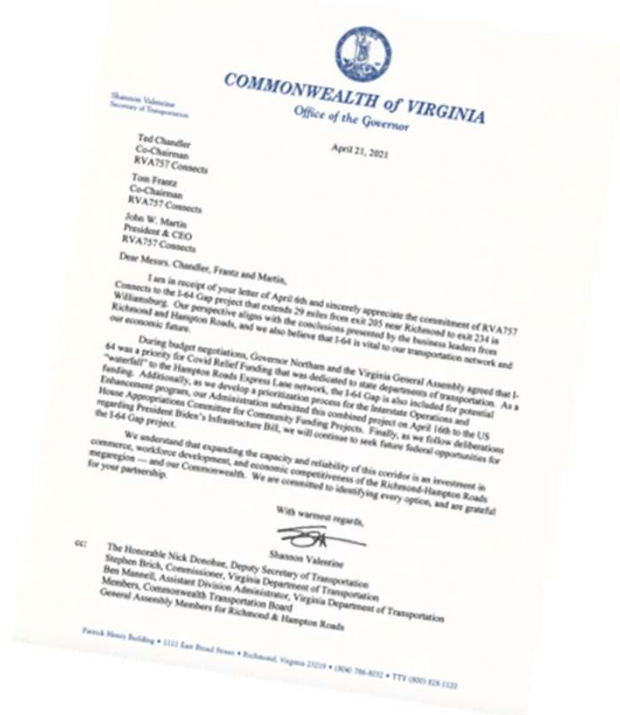 COMMONWEALTH of VIRGINIA
Office of the Governor
Shannon Valentine
Secretary of Transportation
April 21, 2021
Ted Chandler
Co-Chairman
RVA757 Connects
Tom Frantz
Co-Chairman
RVA757 Connects
John W. Martin
President & CEO
RVA757 Connects
Dear Messrs. Chandler, Frantz and Martin,
I am in receipt of your letter of April 6th and sincerely appreciate the commitment of RVA757
Connects to the I-64 Gap project that extends 29 miles from exit 205 near Richmond to exit 234 in
Williamsburg. Our perspective aligns with the conclusions presented by the business leaders from
Richmond and Hampton Roads, and we also believe that I-64 is vital to our transportation network and
our economic future.
During budget negotiations, Governor Northam and the Virginia General Assembly agreed that I-
64 was a priority for Covid Relief Funding that was dedicated to state departments of transportation. As a
"waterfall" to the Hampton Roads Express Lane network, the I-64 Gap is also included for potential
funding. Additionally, as we develop a prioritization process for the Interstate Operations and
Enhancement program, our Administration submitted this combined project on April 16th to the US
House Appropriations Committee for Community Funding Projects. Finally, as we follow deliberations
regarding President Biden's Infrastructure Bill, we will continue to seek future federal opportunities for
the I-64 Gap project.
We understand that expanding the capacity and reliability of this corridor is an investment in
commerce, workforce development, and economic competitiveness of the Richmond-Hampton Roads
megaregion — and our Commonwealth. We are committed to identifying every option, and are grateful
for your partnership.
With warmest regards,
Shannon Valentine
cc: The Honorable Nick Donohue, Deputy Secretary of Transportation
Stephen Brich, Commissioner, Virginia Department of Transportation
Ben Mannell, Assistant Division Administrator, Virginia Department of Transportation
Members, Commonwealth Transportation Board
General Assembly Members for Richmond & Hampton Roads
Patrick Henry Building • 1111 East Broad Street • Richmond, Virginia 23219 • (804) 786-8032 • TTY (800) 828-1120